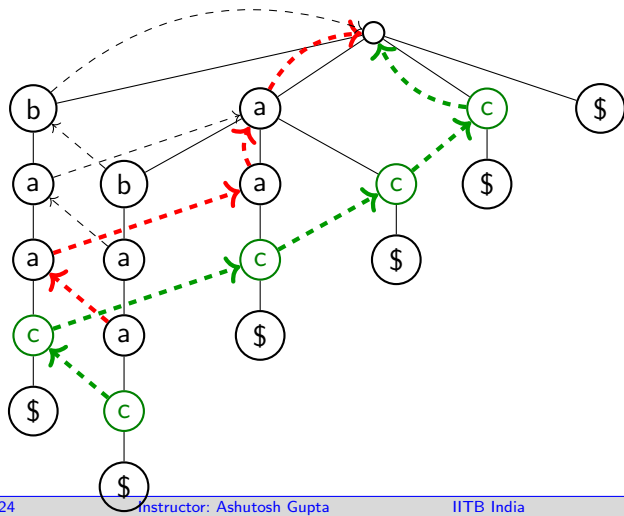 b a c $
a b a c $
a a c $
c $
$
24 Instructor: Ashutosh Gupta IITB India